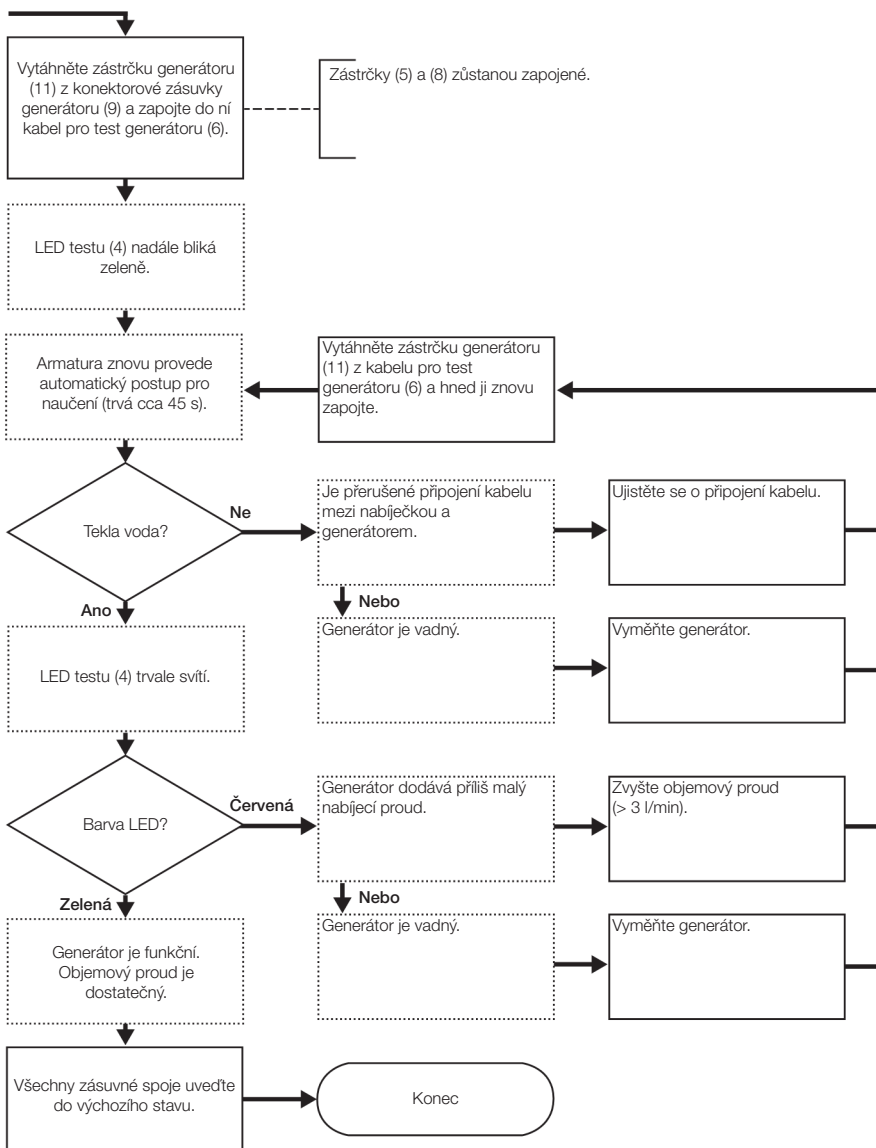 Vytáhněte zástrčku generátoru
(11) z konektorové zásuvky
generátoru (9) a zapojte do ní
kabel pro test generátoru (6).
Zástrčky (5) a (8) zůstanou zapojené.
LED testu (4) nadále bliká
zeleně.
Armatura znovu provede
automatický postup pro
naučení (trvá cca 45 s).
Vytáhněte zástrčku generátoru
(11) z kabelu pro test
generátoru (6) a hned ji znovu
zapojte.
Tekla voda?
Ne
Je přerušené připojení kabelu
mezi nabíječkou a
generátorem.
Ujistěte se o připojení kabelu.
Nebo
Ano
Generátor je vadný.
Vyměňte generátor.
LED testu (4) trvale svítí.
Barva LED?
Červená
Generátor dodává příliš malý
nabíjecí proud.
Zvyšte objemový proud
(> 3 l/min).
Nebo
Zelená
Generátor je vadný.
Vyměňte generátor.
Generátor je funkční.
Objemový proud je
dostatečný.
Všechny zásuvné spoje uveďte
do výchozího stavu.
Konec